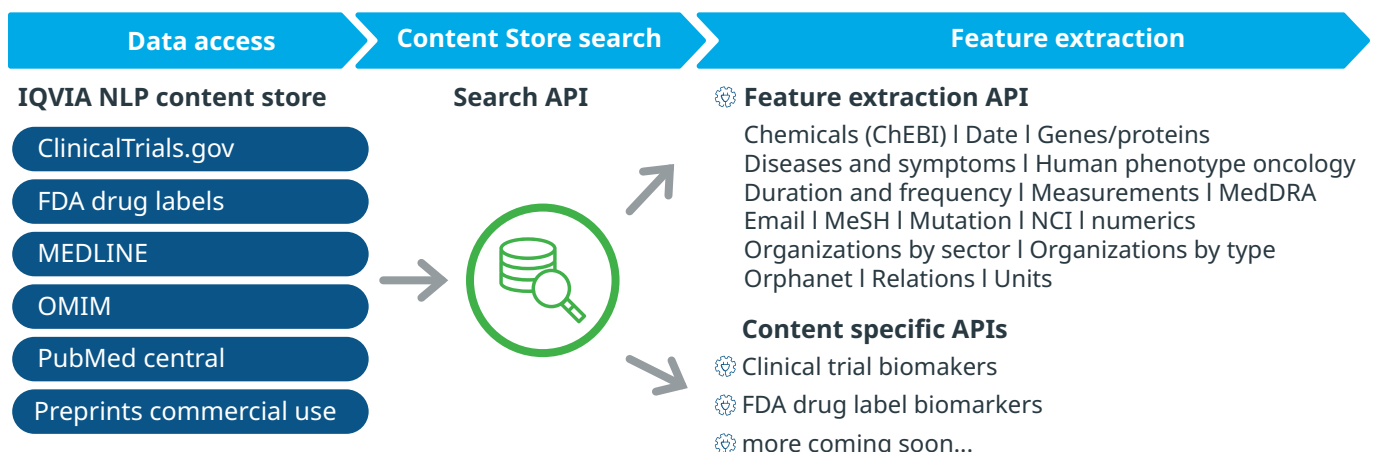 Data access
Content Store search
Feature extraction
IQVIA NLP content store
ClinicalTrials.gov
FDA drug labels
MEDLINE
OMIM
PubMed central
Preprints commercial use
Search API
Feature extraction API
Chemicals (ChEBI) l Date l Genes/proteins
Diseases and symptoms l Human phenotype oncology
Duration and frequency l Measurements l MedDRA
Email l MeSH l Mutation l NCI l numerics
Organizations by sector l Organizations by type
Orphanet l Relations l Units
Content specific APIs
Clinical trial biomakers
FDA drug label biomarkers
more coming soon...